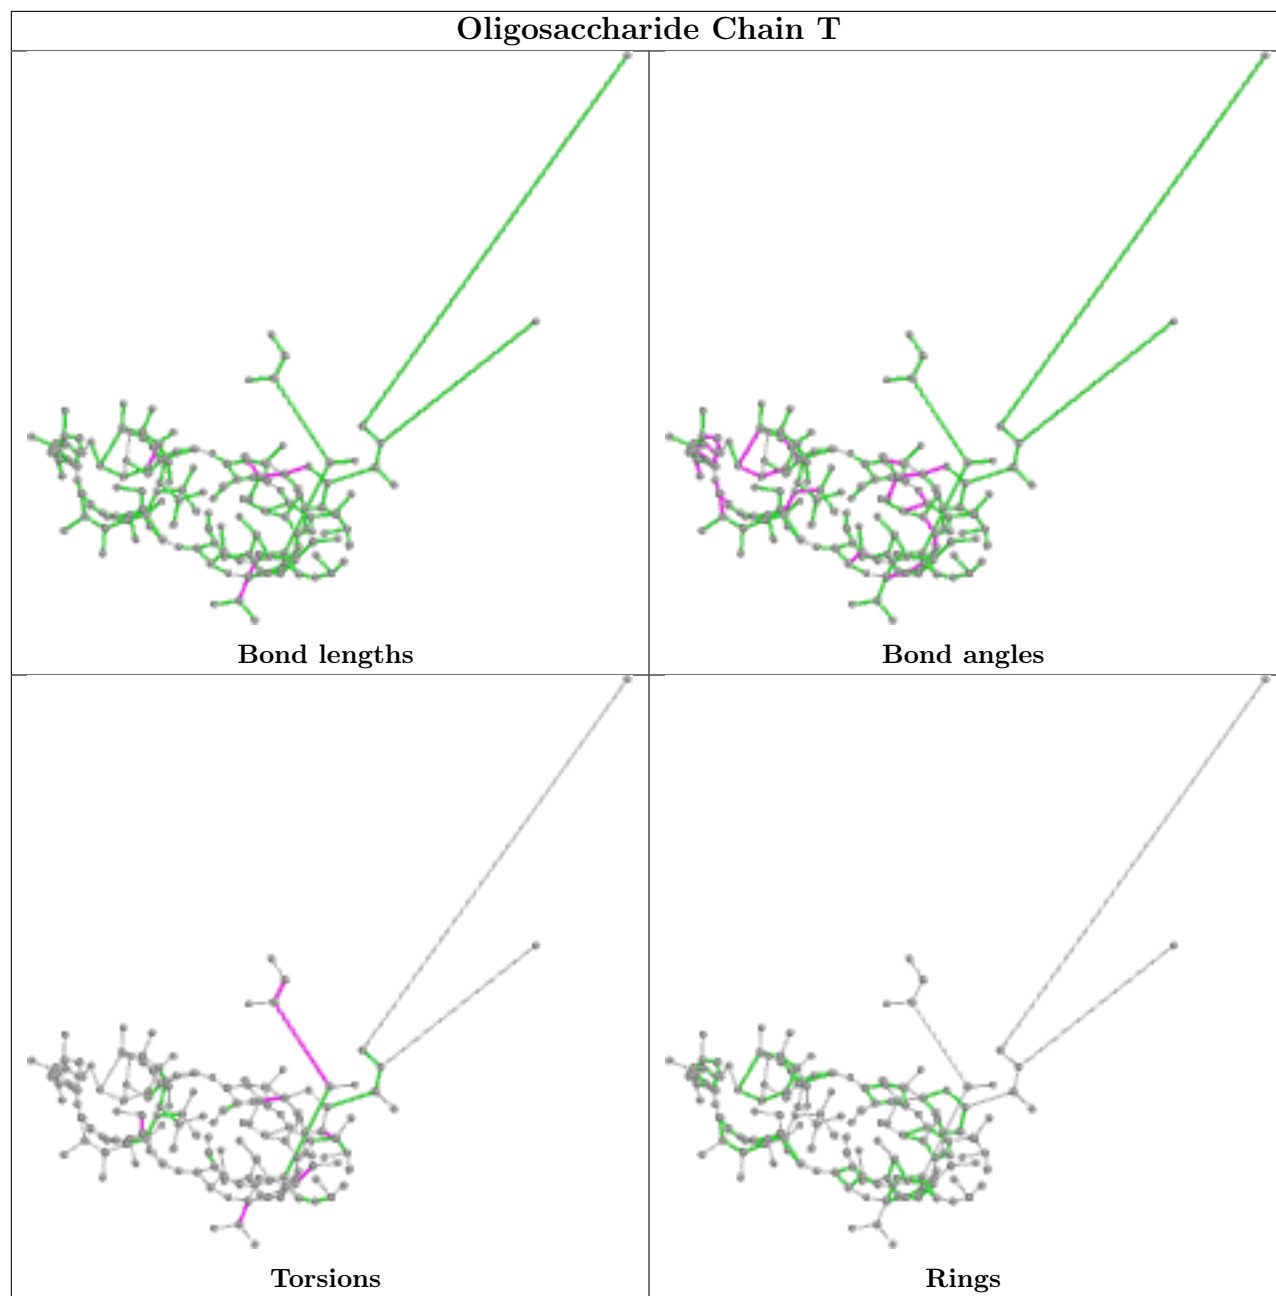 Oligosaccharide Chain T
Bond lengths
Bond angles
Torsions
Rings